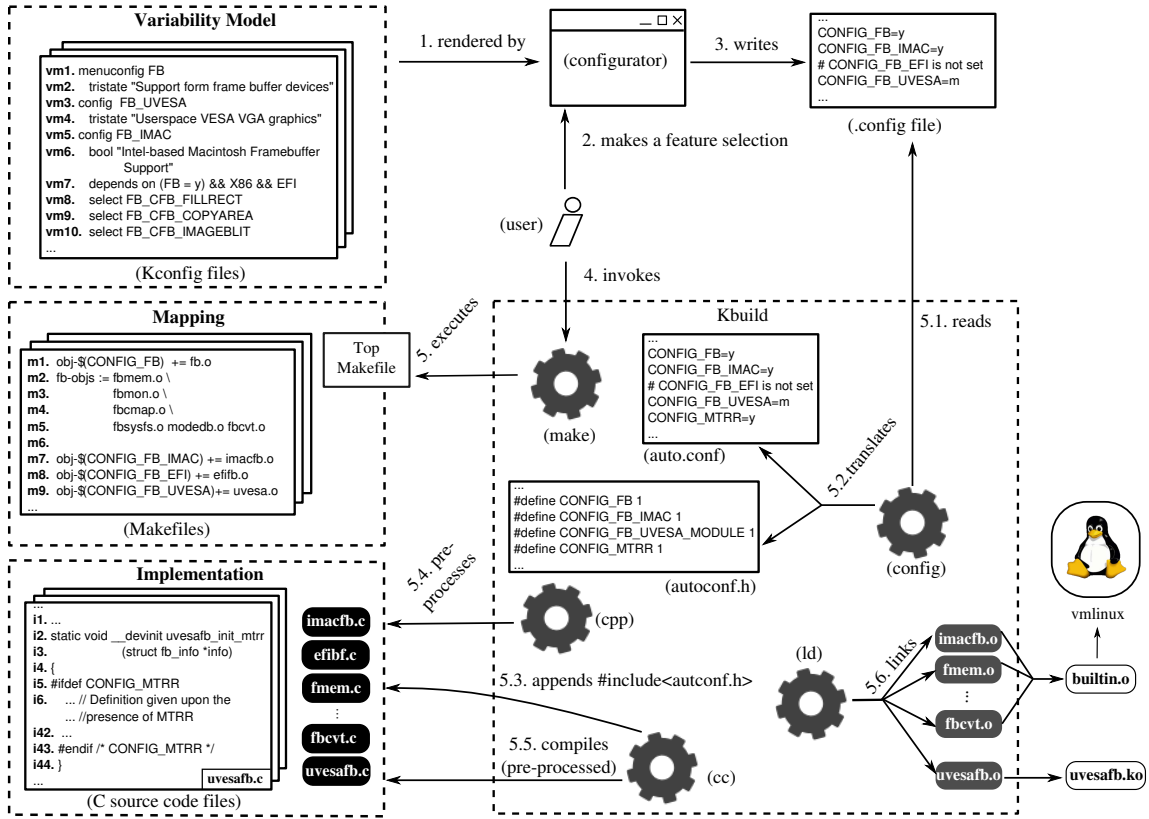 Variability Model
vm1. menuconfig FB
vm2. tristate "Support form frame buffer devices"
vm3. config FB_UVESA
vm4. tristate "Userspace VESA VGA graphics"
vm5. config FB_IMAC
vm6. bool "Intel-based Macintosh Framebuffer
Support"
vm7. depends on (FB = y) && X86 && EFI
vm8. select FB_CFB_FILLRECT
vm9. select FB_CFB_COPYAREA
vm10. select FB_CFB_IMAGEBLIT
...
(Kconfig files)
1. rendered by
(configurator)
3. writes
...
CONFIG_FB=y
CONFIG_FB_IMAC=y
# CONFIG_FB_EFI is not set
CONFIG_FB_UVESA=m
...
(.config file)
2. makes a feature selection
(user)
4. invokes
Mapping
m1. obj-$(CONFIG_FB) += fb.o
m2. fb-objs := fbmem.o \
m3. fbmon.o \
m4. fbcmap.o \
m5. fbsysfs.o modedb.o fbcvt.o
m6.
m7. obj-$(CONFIG_FB_IMAC) += imacfb.o
m8. obj-$(CONFIG_FB_EFI) += efifb.o
m9. obj-$(CONFIG_FB_UVESA)+= uvesa.o
...
(Makefiles)
Top
Makefile
5. executes
Kbuild
(make)
...
CONFIG_FB=y
CONFIG_FB_IMAC=y
# CONFIG_FB_EFI is not set
CONFIG_FB_UVESA=m
CONFIG_MTRR=y
...
(auto.conf)
5.1. reads
5.2.translates
(config)
...
#define CONFIG_FB 1
#define CONFIG_FB_IMAC 1
#define CONFIG_FB_UVESA_MODULE 1
#define CONFIG_MTRR 1
...
(autoconf.h)
Implementation
...
i1. ...
i2. static void __devinit uvesafb_init_mtrr
i3. (struct fb_info *info)
i4. {
i5. #ifdef CONFIG_MTRR
i6. ... // Definition given upon the
... //presence of MTRR
i42. ...
i43. #endif /* CONFIG_MTRR */
i44. }
...
uvesafb.c
(C source code files)
imacfb.c
efibf.c
fmem.c
...
fbcvt.c
uvesafb.c
5.4. pre-
processes
(cpp)
5.3. appends #include<autconf.h>
5.5. compiles
(pre-processed)
(cc)
(ld)
5.6. links
imacfb.o
fmem.o
...
fbcvt.o
uvesafb.o
vmlinux
builtin.o
uvesafb.ko